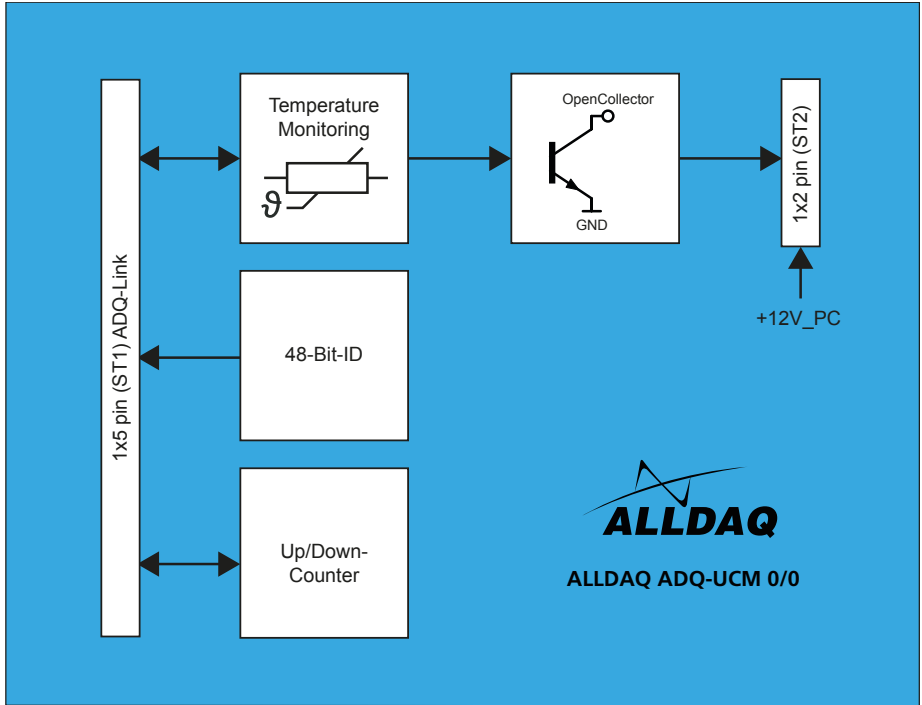 Temperature
Monitoring
ϑ
OpenCollector
GND
1x2 pin (ST2)
+12V_PC
1x5 pin (ST1) ADQ-Link
48-Bit-ID
Up/Down-
Counter
ALLDAQ
ALLDAQ ADQ-UCM 0/0